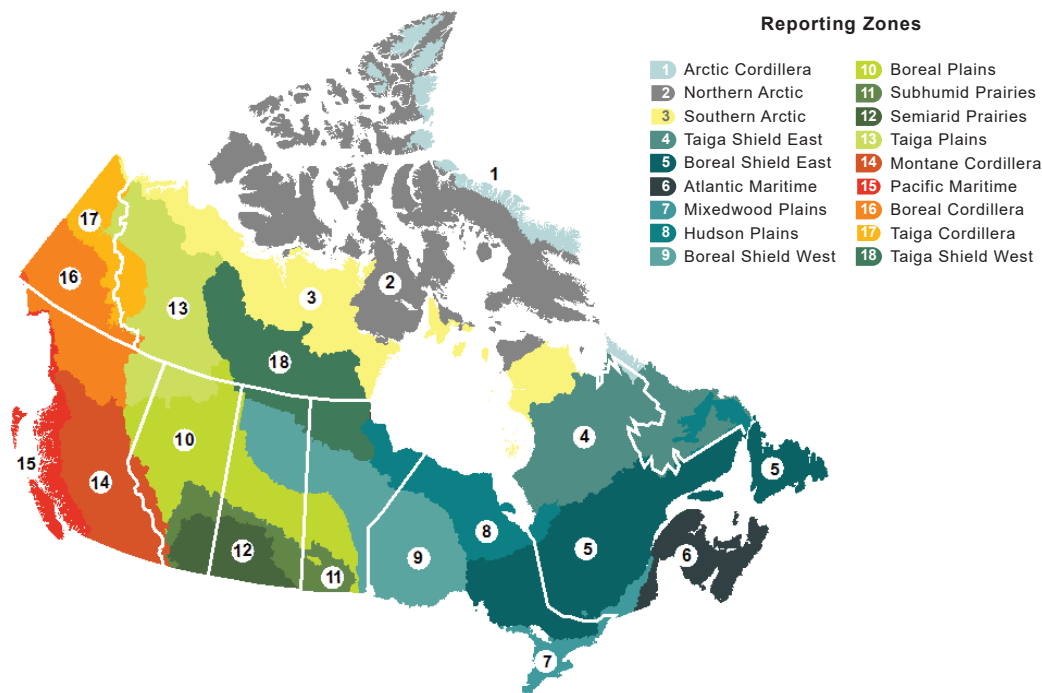 Reporting Zones
1 Arctic Cordillera
2 Northern Arctic
3 Southern Arctic
4 Taiga Shield East
5 Boreal Shield East
6 Atlantic Maritime
7 Mixedwood Plains
8 Hudson Plains
9 Boreal Shield West
10 Boreal Plains
11 Subhumid Prairies
12 Semiarid Prairies
13 Taiga Plains
14 Montane Cordillera
15 Pacific Maritime
16 Boreal Cordillera
17 Taiga Cordillera
18 Taiga Shield West
1
17
16
2
3
13
18
10
4
15
14
5
12
8
9
5
6
11
7